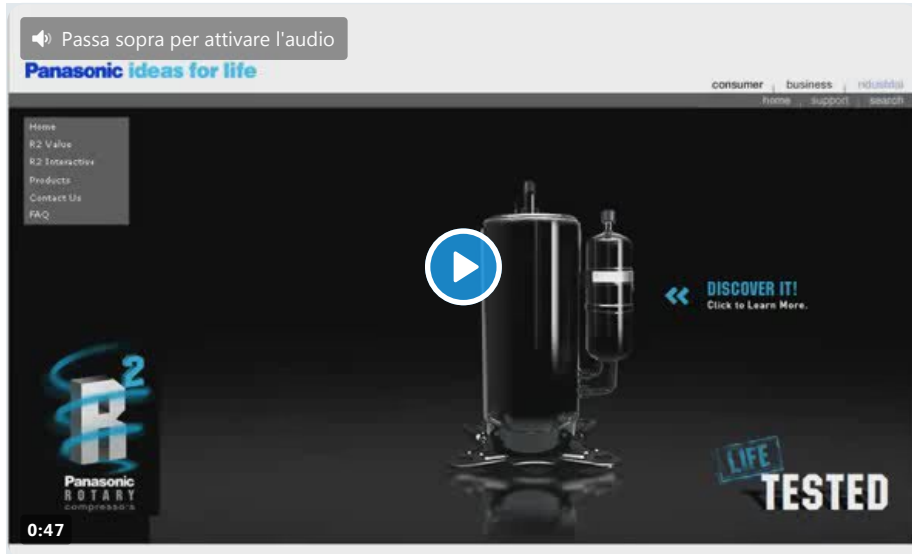 Passa sopra per attivare l'audio
Panasonic ideas for life
consumer business industrial
home support search
Home
R2 Value
R2 Interactive
Products
Contact Us
FAQ
DISCOVER IT!
Click to Learn More.
R2
Panasonic
ROTARY
compressors
LIFE
TESTED
0:47